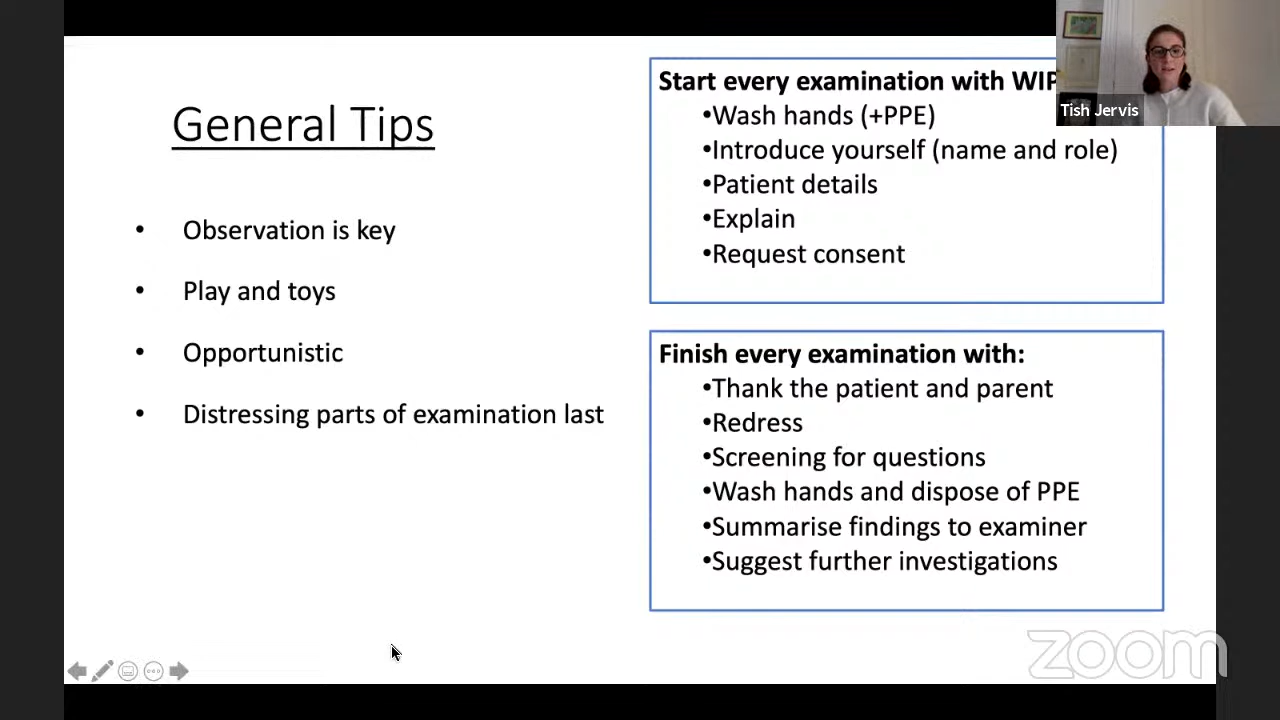 General Tips
• Observation is key
• Play and toys
• Opportunistic
• Distressing parts of examination last
Start every examination with
•Wash hands (+PPE)
•Introduce yourself (name and role)
•Patient details
•Explain
•Request consent
Finish every examination with:
•Thank the patient and parent
•Redress
•Screening for questions
•Wash hands and dispose of PPE
•Summarise findings to examiner
•Suggest further investigations
Tish Jervis
zoom